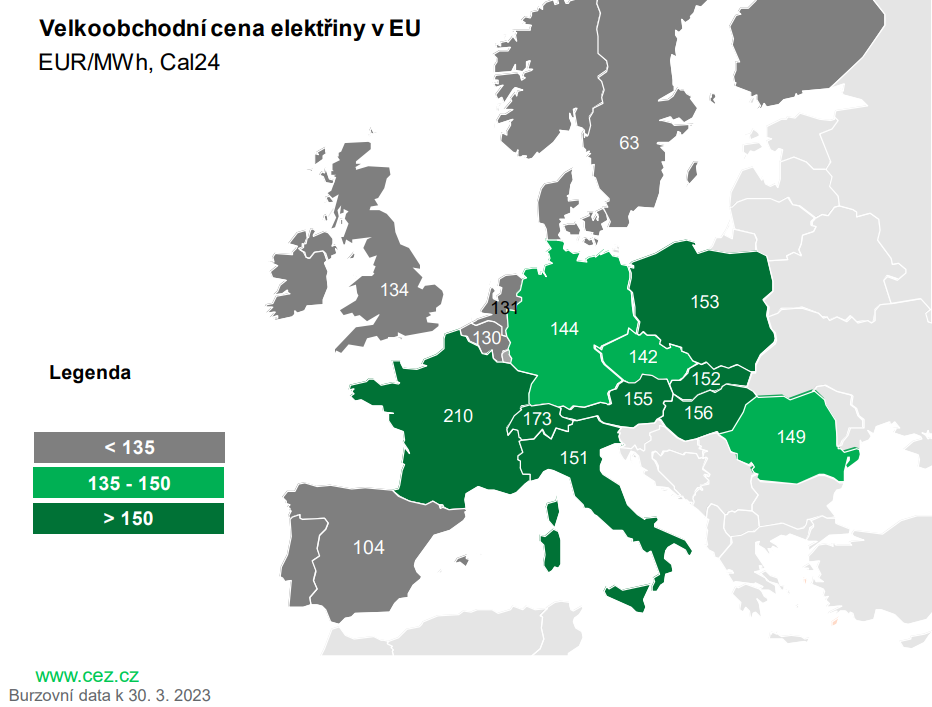 Velkoobchodní cena elektřiny v EU
EUR/MWh, Cal24
63
134
131
130
144
153
142
152
155
156
210
173
151
149
104
Legenda
< 135
135 - 150
> 150
www.cez.cz
Burzovní data k 30. 3. 2023